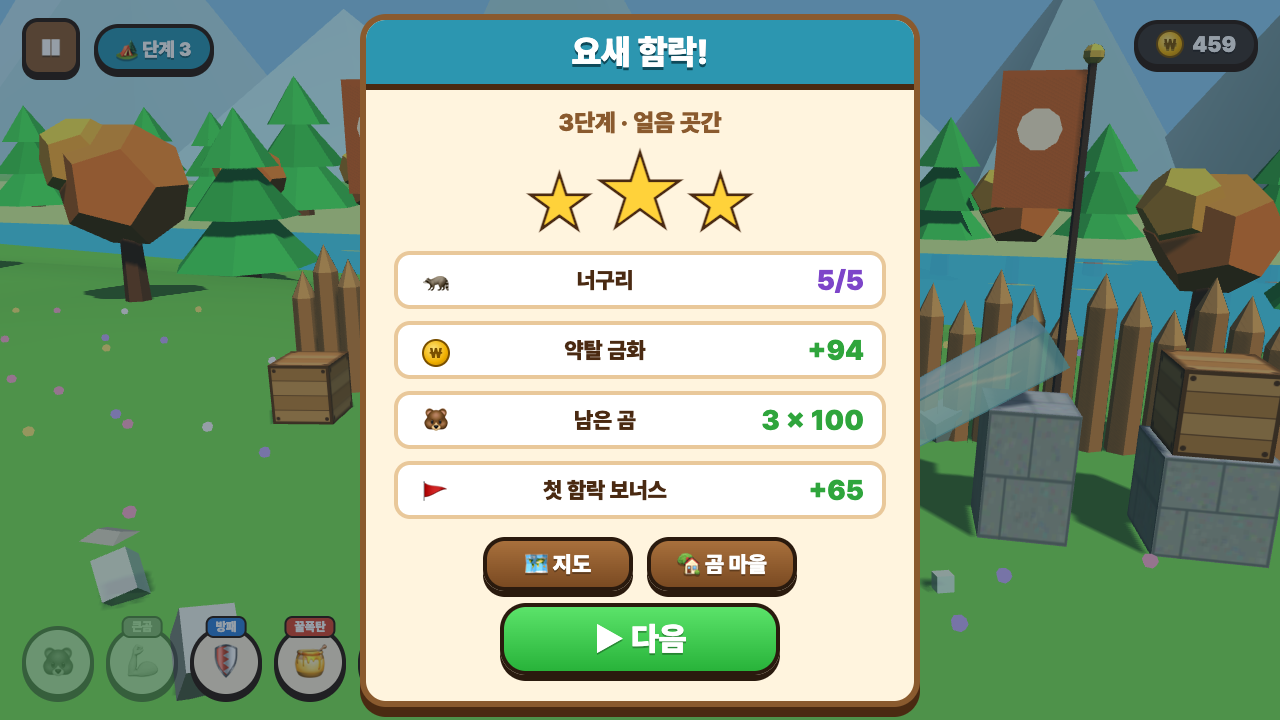 단계 3
459
요새 함락!
3단계 · 얼음 곳간
너구리 5/5
약탈 금화 +94
남은 곰 3 × 100
첫 함락 보너스 +65
지도
곰 마을
▶ 다음
큰곰
방패
꿀폭탄